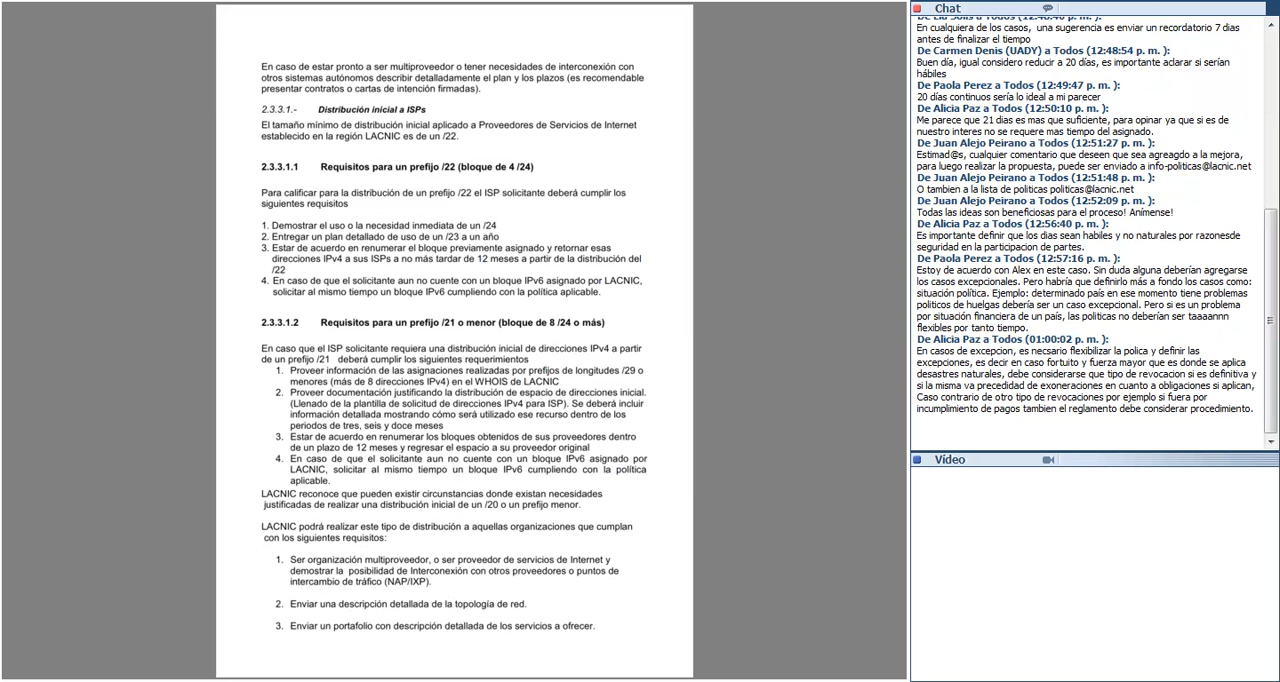 En caso de estar pronto a ser multiproveedor o tener necesidades de interconexión con
otros sistemas autónomos describir detalladamente el plan y los plazos (es recomendable
presentar contratos o cartas de intención firmadas).
2.3.3.1.- Distribución inicial a ISPs
El tamaño mínimo de distribución inicial aplicado a Proveedores de Servicios de Internet
establecido en la región LACNIC es de un /22.
2.3.3.1.1 Requisitos para un prefijo /22 (bloque de 4 /24)
Para calificar para la distribución de un prefijo /22 el ISP solicitante deberá cumplir los
siguientes requisitos
1. Demostrar el uso o la necesidad inmediata de un /24
2. Entregar un plan detallado de uso de un /23 a un año
3. Estar de acuerdo en renumerar el bloque previamente asignado y retornar esas
direcciones IPv4 a sus ISPs a no más tardar de 12 meses a partir de la distribución del
/22
4. En caso de que el solicitante aun no cuente con un bloque IPv6 asignado por LACNIC,
solicitar al mismo tiempo un bloque IPv6 cumpliendo con la política aplicable.
2.3.3.1.2 Requisitos para un prefijo /21 o menor (bloque de 8 /24 o más)
En caso que el ISP solicitante requiera una distribución inicial de direcciones IPv4 a partir
de un prefijo /21 deberá cumplir los siguientes requerimientos
1. Proveer información de las asignaciones realizadas por prefijos de longitudes /29 o
menores (más de 8 direcciones IPv4) en el WHOIS de LACNIC
2. Proveer documentación justificando la distribución de espacio de direcciones inicial.
(Llenado de la plantilla de solicitud de direcciones IPv4 para ISP). Se deberá incluir
información detallada mostrando cómo será utilizado ese recurso dentro de los
periodos de tres, seis y doce meses
3. Estar de acuerdo en renumerar los bloques obtenidos de sus proveedores dentro
de un plazo de 12 meses y regresar el espacio a su proveedor original
4. En caso de que el solicitante aun no cuente con un bloque IPv6 asignado por
LACNIC, solicitar al mismo tiempo un bloque IPv6 cumpliendo con la política
aplicable.
LACNIC reconoce que pueden existir circunstancias donde existan necesidades
justificadas de realizar una distribución inicial de un /20 o un prefijo menor.
LACNIC podrá realizar este tipo de distribución a aquellas organizaciones que cumplan
con los siguientes requisitos:
1. Ser organización multiproveedor, o ser proveedor de servicios de Internet y
demostrar la posibilidad de Interconexión con otros proveedores o puntos de
intercambio de tráfico (NAP/IXP).
2. Enviar una descripción detallada de la topología de red.
3. Enviar un portafolio con descripción detallada de los servicios a ofrecer.
Chat
En cualquiera de los casos, una sugerencia es enviar un recordatorio 7 dias
antes de finalizar el tiempo
De Carmen Denis (UADY) a Todos (12:48:54 p. m. ):
Buen día, igual considero reducir a 20 días, es importante aclarar si serían
hábiles
De Paola Perez a Todos (12:49:47 p. m. ):
20 días continuos sería lo ideal a mi parecer
De Alicia Paz a Todos (12:50:10 p. m. ):
Me parece que 21 dias es mas que suficiente, para opinar ya que si es de
nuestro interes no se requere mas tiempo del asignado.
De Juan Alejo Peirano a Todos (12:51:27 p. m. ):
Estimad@s, cualquier comentario que deseen que sea agreagdo a la mejora,
para luego realizar la propuesta, puede ser enviado a info-politicas@lacnic.net
De Juan Alejo Peirano a Todos (12:51:48 p. m. ):
O tambien a la lista de politicas politicas@lacnic.net
De Juan Alejo Peirano a Todos (12:52:09 p. m. ):
Todas las ideas son beneficiosas para el proceso! Anímense!
De Alicia Paz a Todos (12:56:40 p. m. ):
Es importante definir que los dias sean habiles y no naturales por razonesde
seguridad en la participacion de partes.
De Paola Perez a Todos (12:57:16 p. m. ):
Estoy de acuerdo con Alex en este caso. Sin duda alguna deberían agregarse
los casos excepcionales. Pero habría que definirlo más a fondo los casos como:
situación política. Ejemplo: determinado país en ese momento tiene problemas
politicos de huelgas debería ser un caso excepcional. Pero si es un problema
por situación financiera de un país, las politicas no deberían ser taaaannn
flexibles por tanto tiempo.
De Alicia Paz a Todos (01:00:02 p. m. ):
En casos de excepcion, es necsario flexibilizar la polica y definir las
excepciones, es decir en caso fortuito y fuerza mayor que es donde se aplica
desastres naturales, debe considerarse que tipo de revocacion si es definitiva y
si la misma va precedidad de exoneraciones en cuanto a obligaciones si aplican,
Caso contrario de otro tipo de revocaciones por ejemplo si fuera por
incumplimiento de pagos tambien el reglamento debe considerar procedimiento.
Vídeo